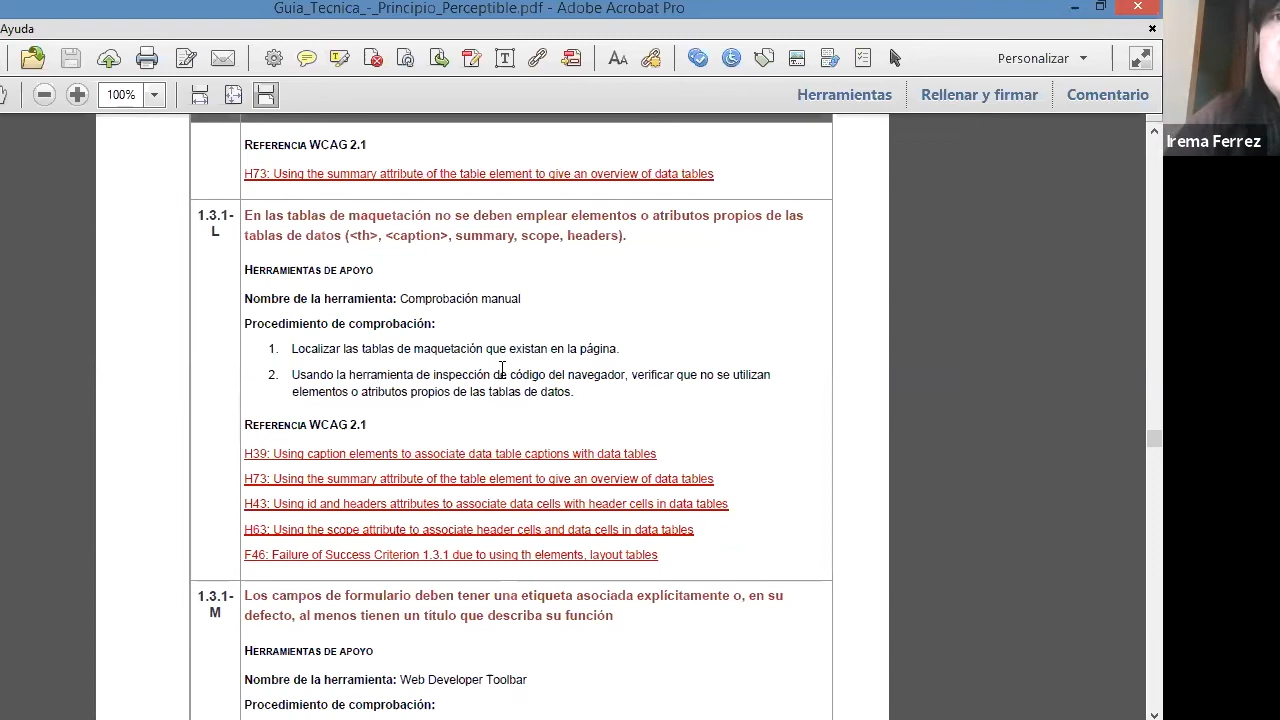 Guia_Tecnica_-_Principio_Perceptible.pdf - Adobe Acrobat Pro
Ayuda
Personalizar
100%
Herramientas
Rellenar y firmar
Comentario
Irema Ferrez
REFERENCIA WCAG 2.1
H73: Using the summary attribute of the table element to give an overview of data tables
1.3.1-
L
En las tablas de maquetación no se deben emplear elementos o atributos propios de las
tablas de datos (<th>, <caption>, summary, scope, headers).
HERRAMIENTAS DE APOYO
Nombre de la herramienta: Comprobación manual
Procedimiento de comprobación:
1. Localizar las tablas de maquetación que existan en la página.
2. Usando la herramienta de inspección de código del navegador, verificar que no se utilizan
elementos o atributos propios de las tablas de datos.
REFERENCIA WCAG 2.1
H39: Using caption elements to associate data table captions with data tables
H73: Using the summary attribute of the table element to give an overview of data tables
H43: Using id and headers attributes to associate data cells with header cells in data tables
H63: Using the scope attribute to associate header cells and data cells in data tables
F46: Failure of Success Criterion 1.3.1 due to using th elements, layout tables
1.3.1-
M
Los campos de formulario deben tener una etiqueta asociada explícitamente o, en su
defecto, al menos tienen un título que describa su función
HERRAMIENTAS DE APOYO
Nombre de la herramienta: Web Developer Toolbar
Procedimiento de comprobación: